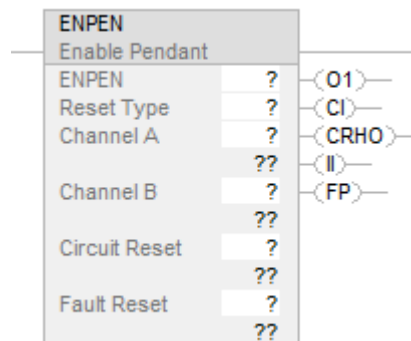 ENPEN
Enable Pendant
ENPEN ? O1
Reset Type ? CI
Channel A ? CRHO
?? II
Channel B ? FP
??
Circuit Reset ?
??
Fault Reset ?
??